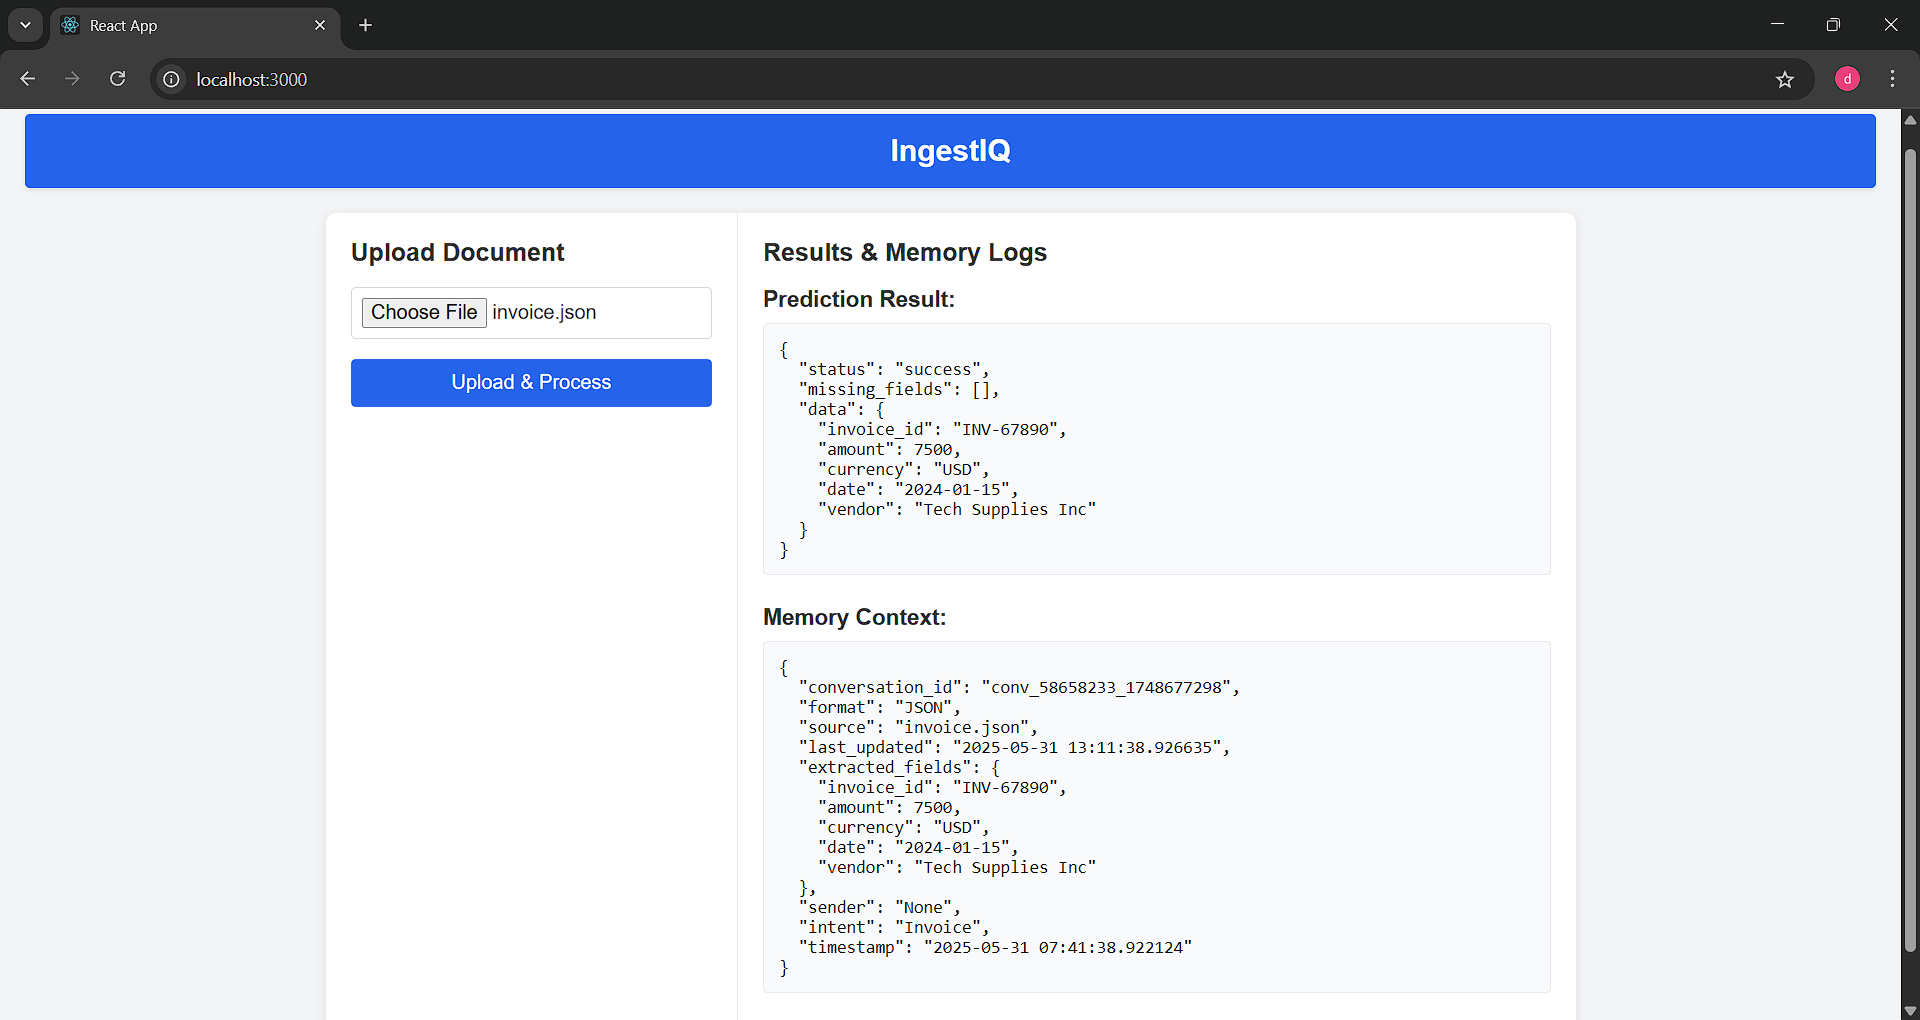 React App
localhost:3000
d
IngestIQ
Upload Document
Choose File invoice.json
Upload & Process
Results & Memory Logs
Prediction Result:
{
  "status": "success",
  "missing_fields": [],
  "data": {
    "invoice_id": "INV-67890",
    "amount": 7500,
    "currency": "USD",
    "date": "2024-01-15",
    "vendor": "Tech Supplies Inc"
  }
}
Memory Context:
{
  "conversation_id": "conv_58658233_1748677298",
  "format": "JSON",
  "source": "invoice.json",
  "last_updated": "2025-05-31 13:11:38.926635",
  "extracted_fields": {
    "invoice_id": "INV-67890",
    "amount": 7500,
    "currency": "USD",
    "date": "2024-01-15",
    "vendor": "Tech Supplies Inc"
  },
  "sender": "None",
  "intent": "Invoice",
  "timestamp": "2025-05-31 07:41:38.922124"
}